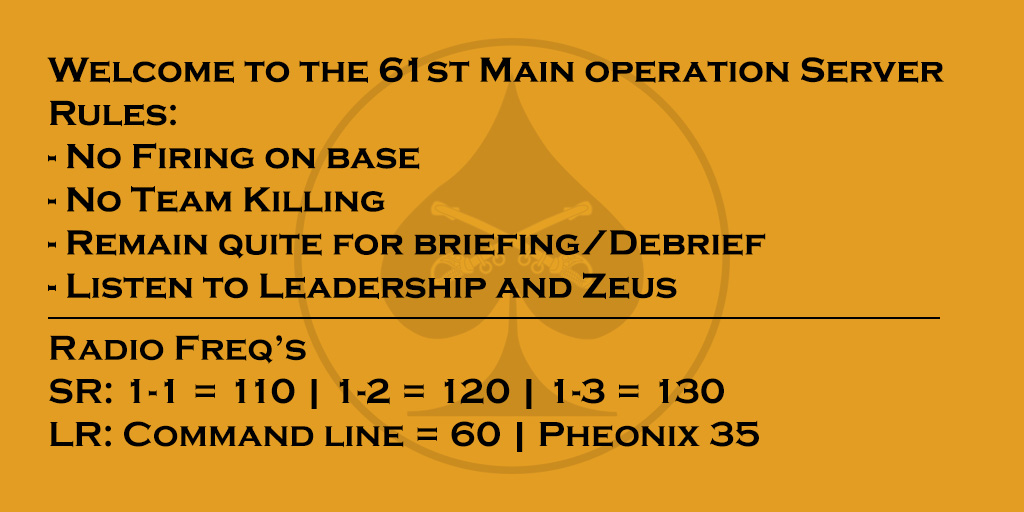 Welcome to the 61st Main operation Server
Rules:
- No Firing on base
- No Team Killing
- Remain quite for briefing/Debrief
- Listen to Leadership and Zeus
Radio Freq's
SR: 1-1 = 110 | 1-2 = 120 | 1-3 = 130
LR: Command line = 60 | Pheonix 35